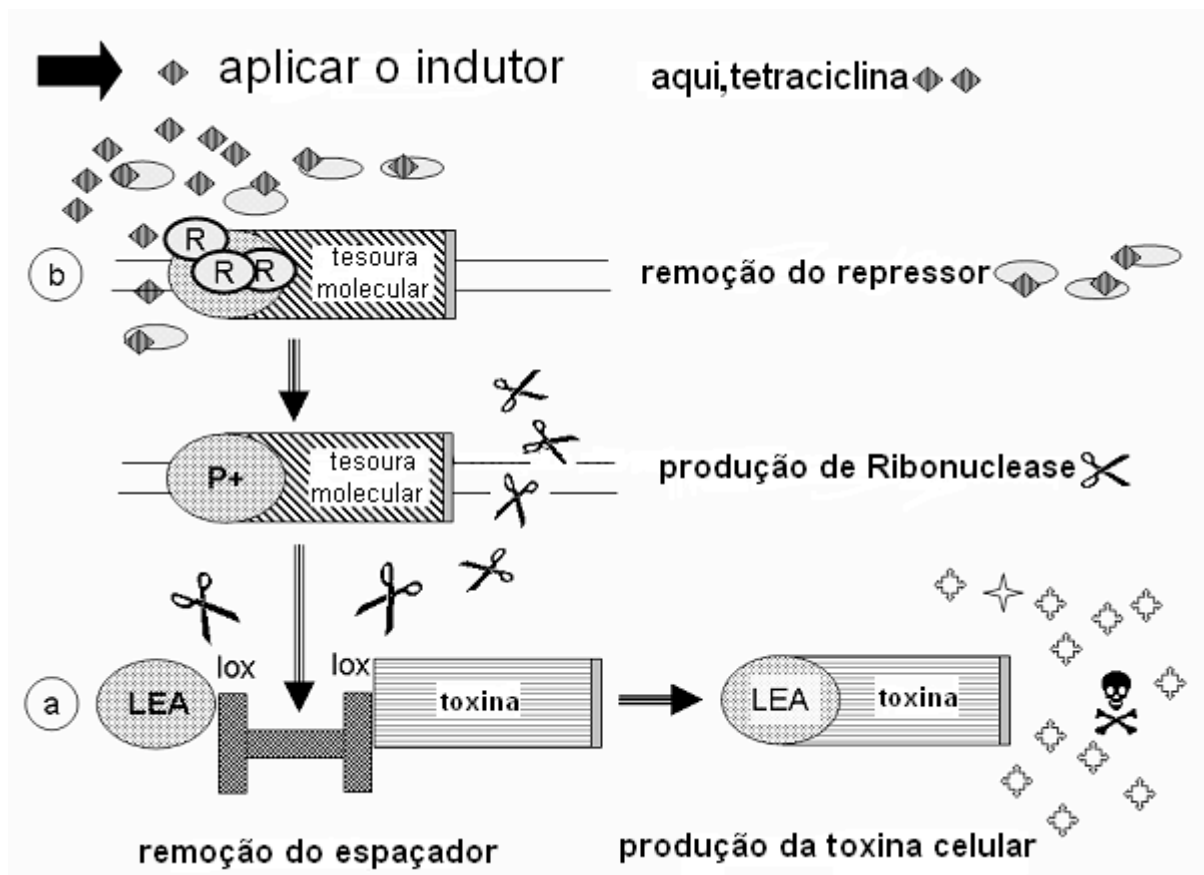 aplicar o indutor
aqui,tetraciclina
R
R
R
tesoura
molecular
b
remoção do repressor
P+
tesoura
molecular
produção de Ribonuclease
lox
lox
a
LEA
toxina
LEA
toxina
remoção do espaçador
produção da toxina celular